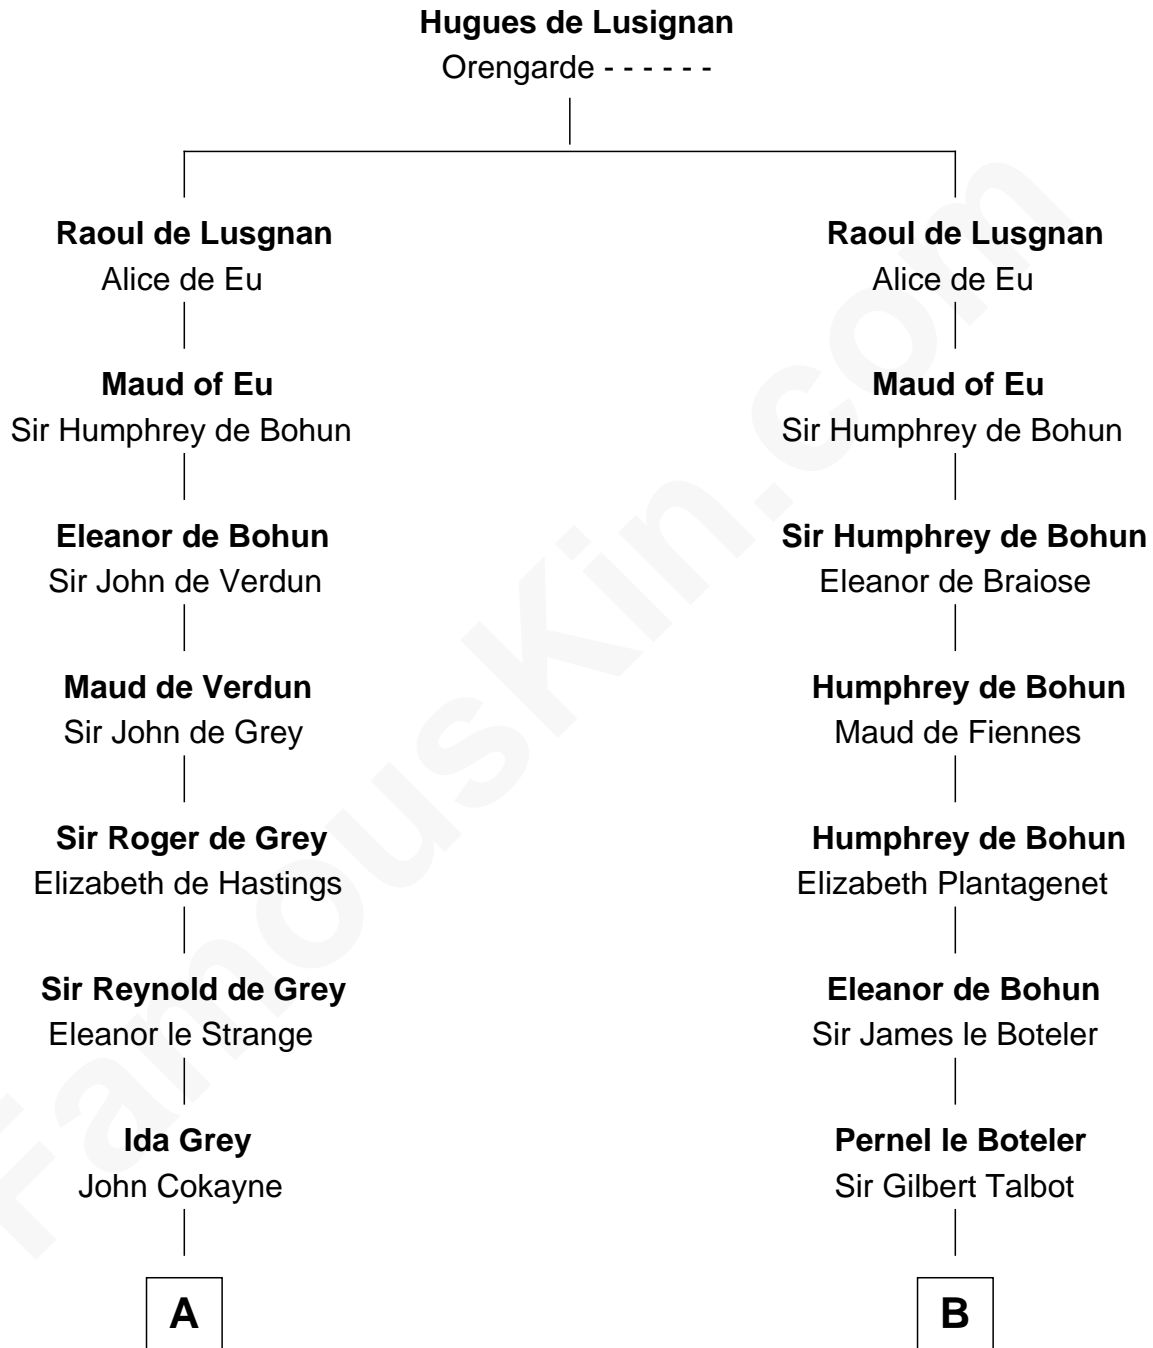 Hugues de Lusignan
Orengarde - - - - - -
Raoul de Lusgnan
Alice de Eu
Raoul de Lusgnan
Alice de Eu
Maud of Eu
Sir Humphrey de Bohun
Maud of Eu
Sir Humphrey de Bohun
Eleanor de Bohun
Sir John de Verdun
Sir Humphrey de Bohun
Eleanor de Braiose
Maud de Verdun
Sir John de Grey
Humphrey de Bohun
Maud de Fiennes
Sir Roger de Grey
Elizabeth de Hastings
Humphrey de Bohun
Elizabeth Plantagenet
Sir Reynold de Grey
Eleanor le Strange
Eleanor de Bohun
Sir James le Boteler
Ida Grey
John Cokayne
Pernel le Boteler
Sir Gilbert Talbot
A
B
FamousKin.com